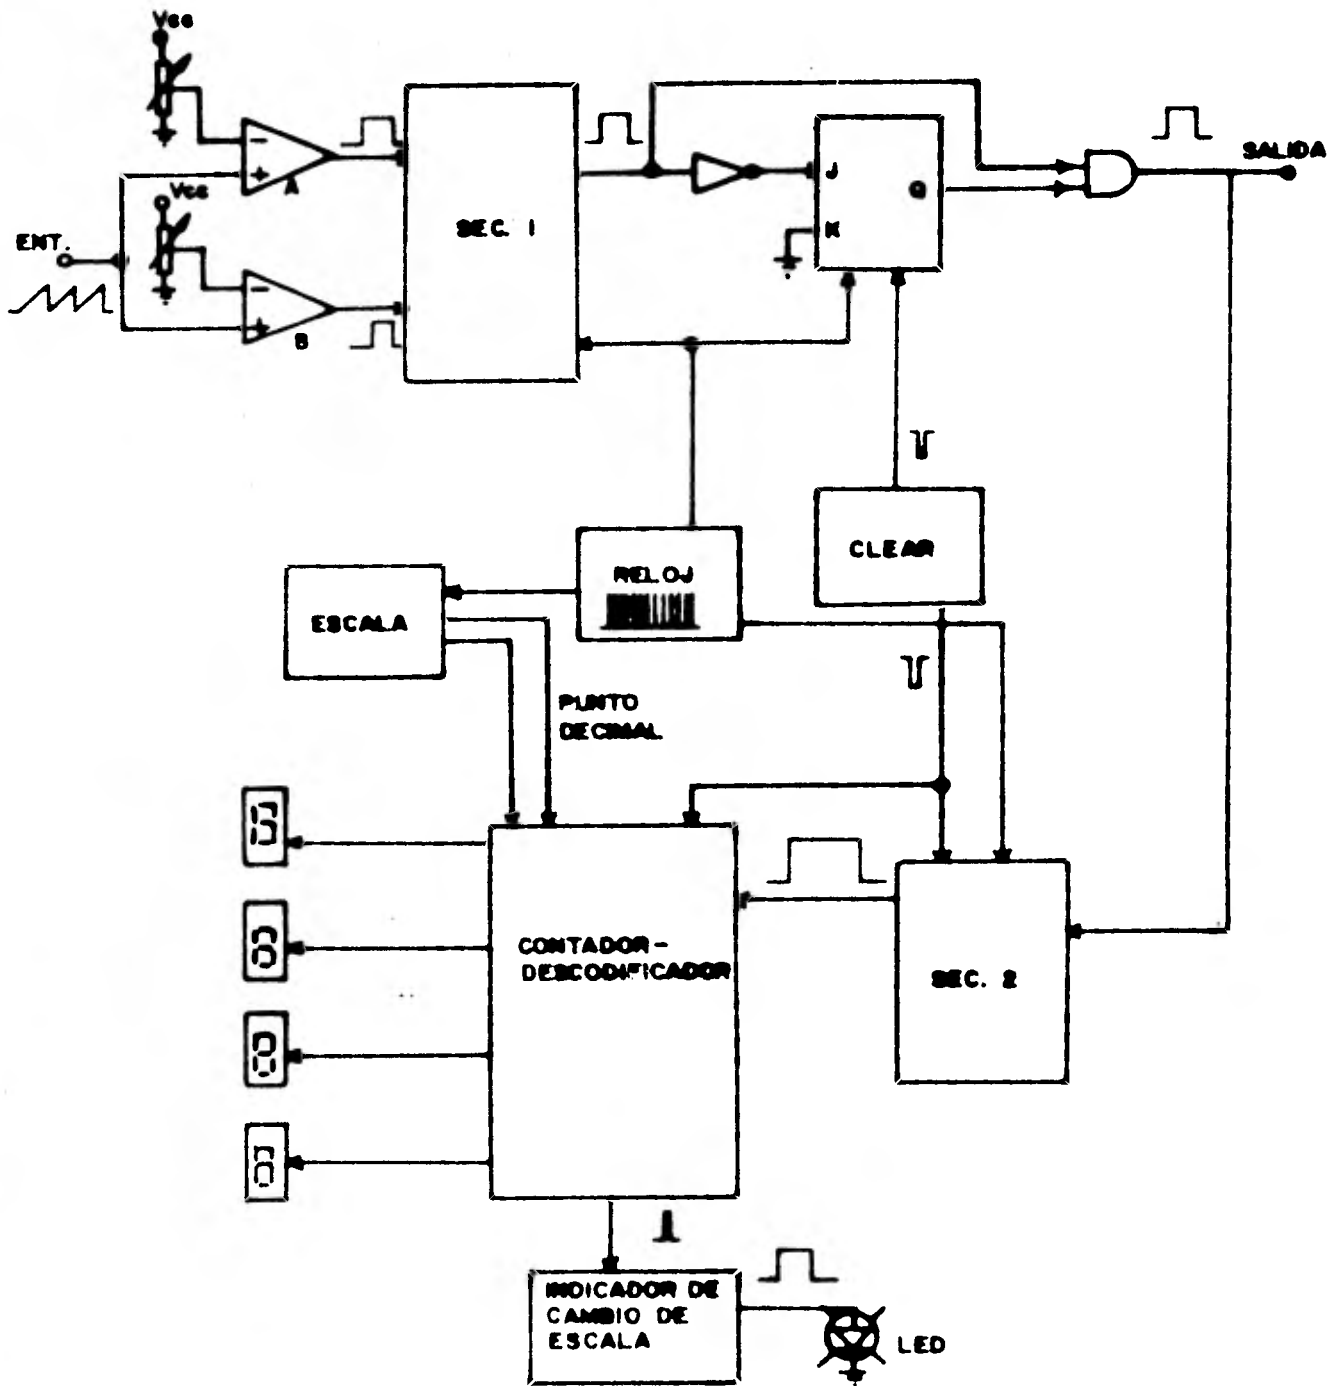 Vcc
A
Vcc
ENT.
B
SEC. 1
J
Q
K
SALIDA
CLEAR
RELOJ
ESCALA
PUNTO
DECIMAL
CONTADOR-
DESCODIFICADOR
SEC. 2
INDICADOR DE
CAMBIO DE
ESCALA
LED